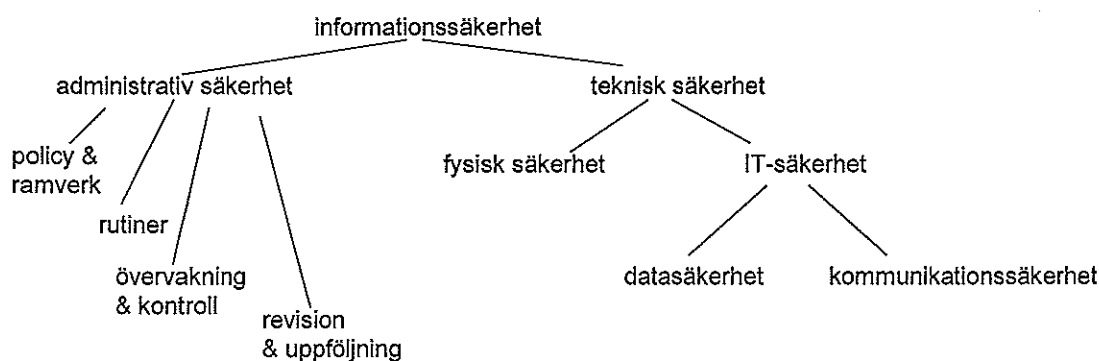 informationssäkerhet
administrativ säkerhet
teknisk säkerhet
policy &
ramverk
fysisk säkerhet
IT-säkerhet
rutiner
övervakning
& kontroll
datasäkerhet
kommunikationssäkerhet
revision
& uppföljning